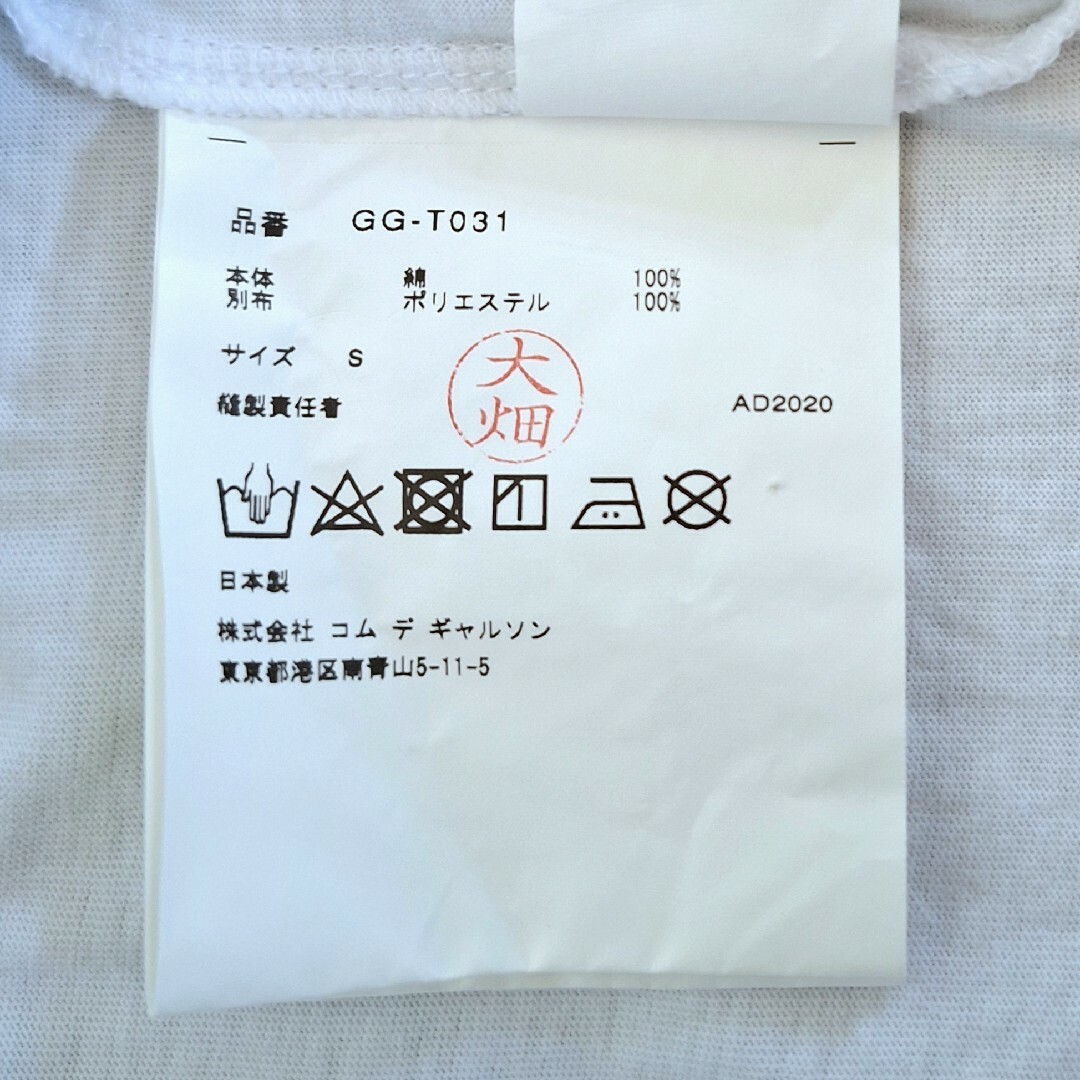 品番 GG-T031
本体 綿 100%
別布 ポリエステル 100%
サイズ S
縫製責任者 大畑 AD2020
日本製
株式会社 コム デ ギャルソン
東京都港区南青山5-11-5